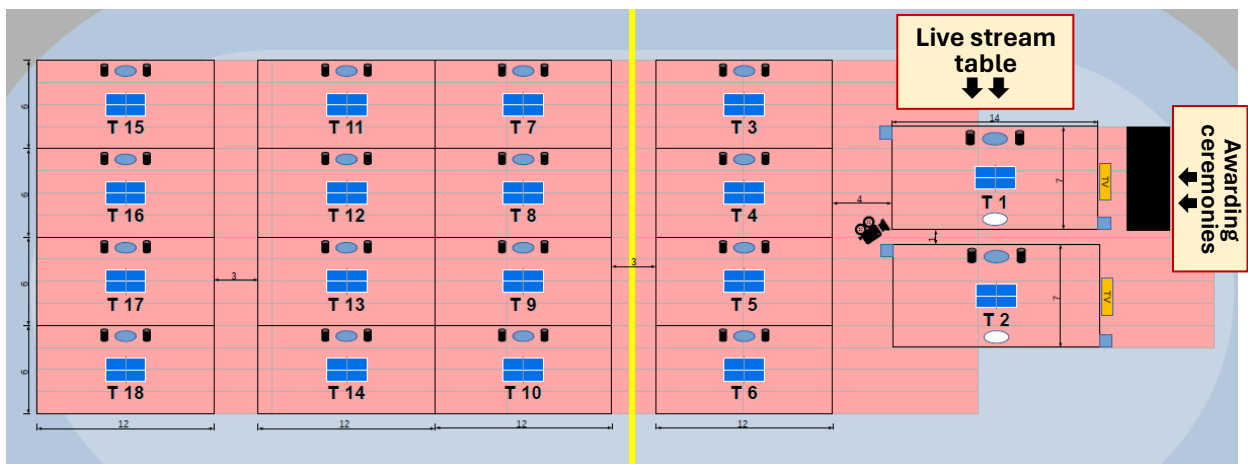 Live stream
table
Awarding
ceremonies
14
6
6
6
6
T 15
T 11
T 7
T 3
T 16
T 12
T 8
T 4
T 17
T 13
T 9
T 5
T 18
T 14
T 10
T 6
T 1
7
TV
4
1
T 2
7
TV
3
3
12
12
12
12